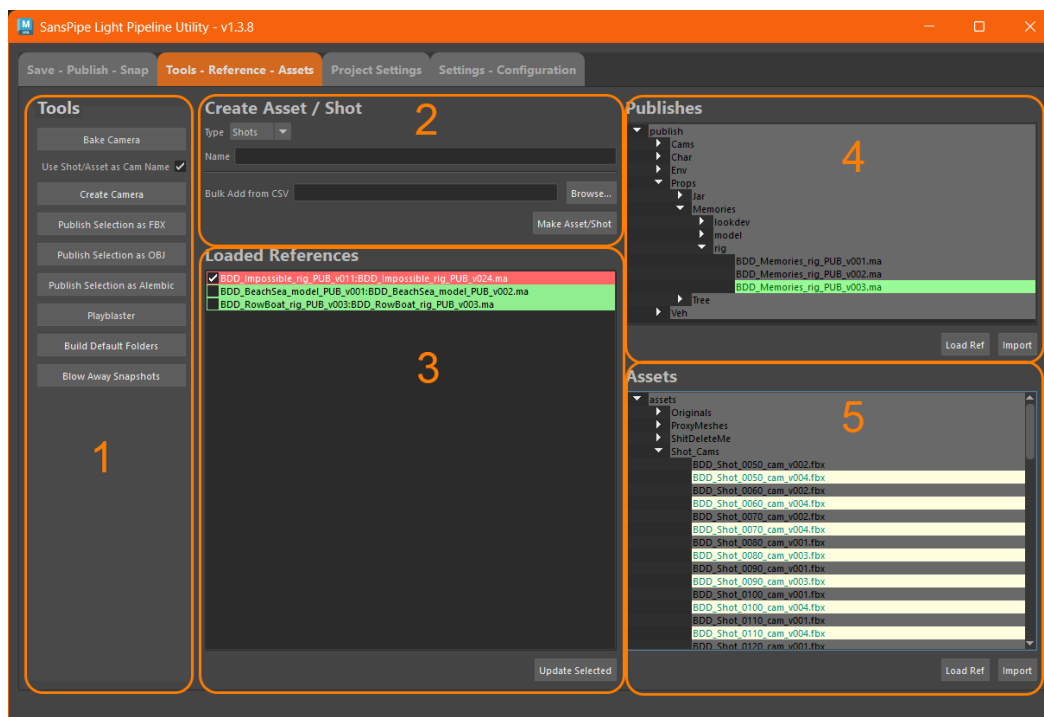 SansPipe Light Pipeline Utility - v1.3.8
Save - Publish - Snap
Tools - Reference - Assets
Project Settings
Settings - Configuration
Tools
Bake Camera
Use Shot/Asset as Cam Name
Create Camera
Publish Selection as FBX
Publish Selection as OBJ
Publish Selection as Alembic
Playblaster
Build Default Folders
Blow Away Snapshots
1
Create Asset / Shot
2
Type Shots
Name
Bulk Add from CSV
Browse...
Make Asset/Shot
Loaded References
BDD_Impossible_rig_PUB_v011:BDD_Impossible_rig_PUB_v024.ma
BDD_BeachSea_model_PUB_v001:BDD_BeachSea_model_PUB_v002.ma
BDD_RowBoat_rig_PUB_v003:BDD_RowBoat_rig_PUB_v003.ma
3
Update Selected
Publishes
4
publish
Cams
Char
Env
Props
Jar
Memories
lookdev
model
rig
BDD_Memories_rig_PUB_v001.ma
BDD_Memories_rig_PUB_v002.ma
BDD_Memories_rig_PUB_v003.ma
Tree
Veh
Load Ref
Import
Assets
5
assets
Originals
ProxyMeshes
ShitDeleteMe
Shot_Cams
BDD_Shot_0050_cam_v002.fbx
BDD_Shot_0050_cam_v004.fbx
BDD_Shot_0060_cam_v002.fbx
BDD_Shot_0060_cam_v004.fbx
BDD_Shot_0070_cam_v002.fbx
BDD_Shot_0070_cam_v004.fbx
BDD_Shot_0080_cam_v001.fbx
BDD_Shot_0080_cam_v003.fbx
BDD_Shot_0090_cam_v001.fbx
BDD_Shot_0090_cam_v003.fbx
BDD_Shot_0100_cam_v001.fbx
BDD_Shot_0100_cam_v004.fbx
BDD_Shot_0110_cam_v001.fbx
BDD_Shot_0110_cam_v004.fbx
BDD_Shot_0120_cam_v001.fbx
Load Ref
Import